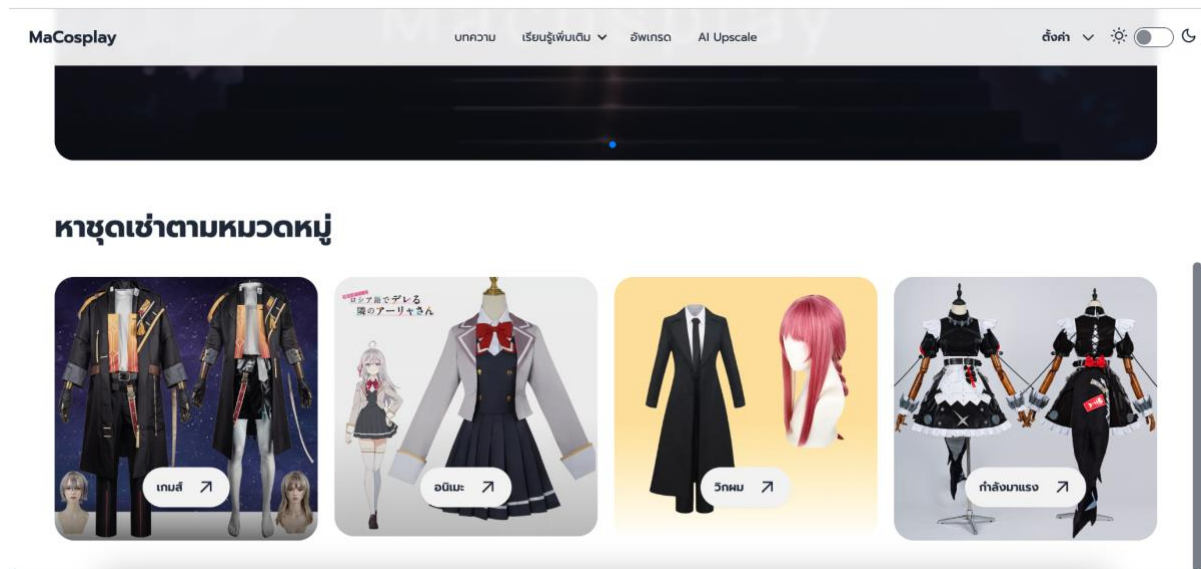 MaCosplay
MaCosplay
บทความ เรียนรู้เพิ่มเติม อัพเกรด AI Upscale
ตั้งค่า
หาชุดเช่าตามหมวดหมู่
ロシア語でデレる
隣のアーリャさん
เกมส์
อนิเมะ
วิกผม
กำลังมาแรง